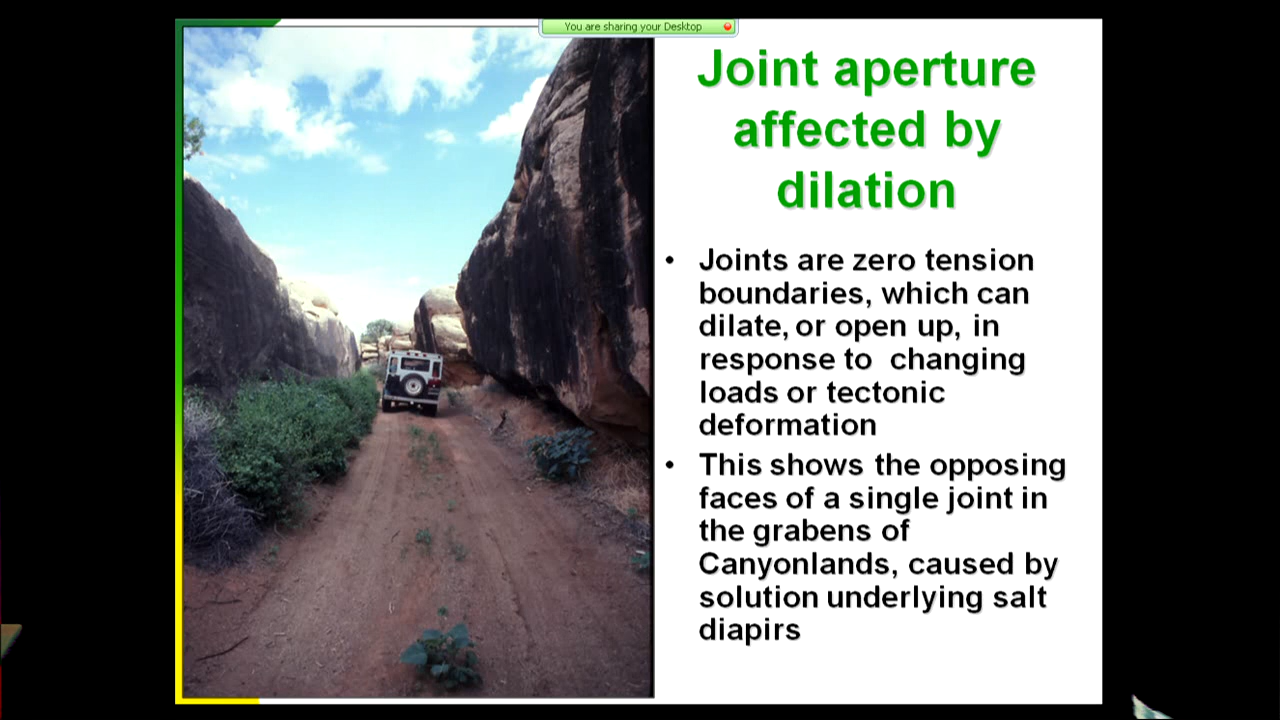 You are sharing your Desktop
Joint aperture
affected by
dilation
• Joints are zero tension
boundaries, which can
dilate, or open up, in
response to changing
loads or tectonic
deformation
• This shows the opposing
faces of a single joint in
the grabens of
Canyonlands, caused by
solution underlying salt
diapirs